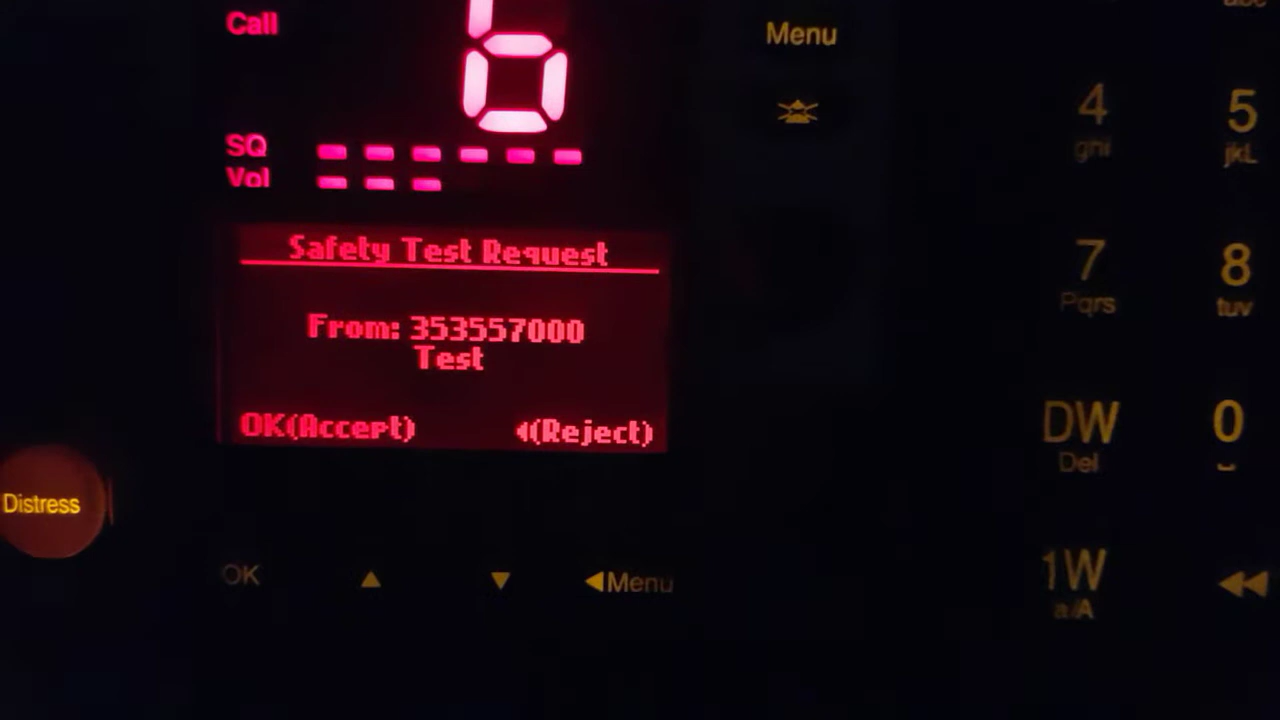 Call
6
Menu
4
ghi
5
jkL
SQ
Vol
Safety Test Request
From: 353557000
Test
OK(Accept)
(Reject)
7
Pqrs
8
tuv
DW
Del
0
Distress
OK
Menu
1W
a/A